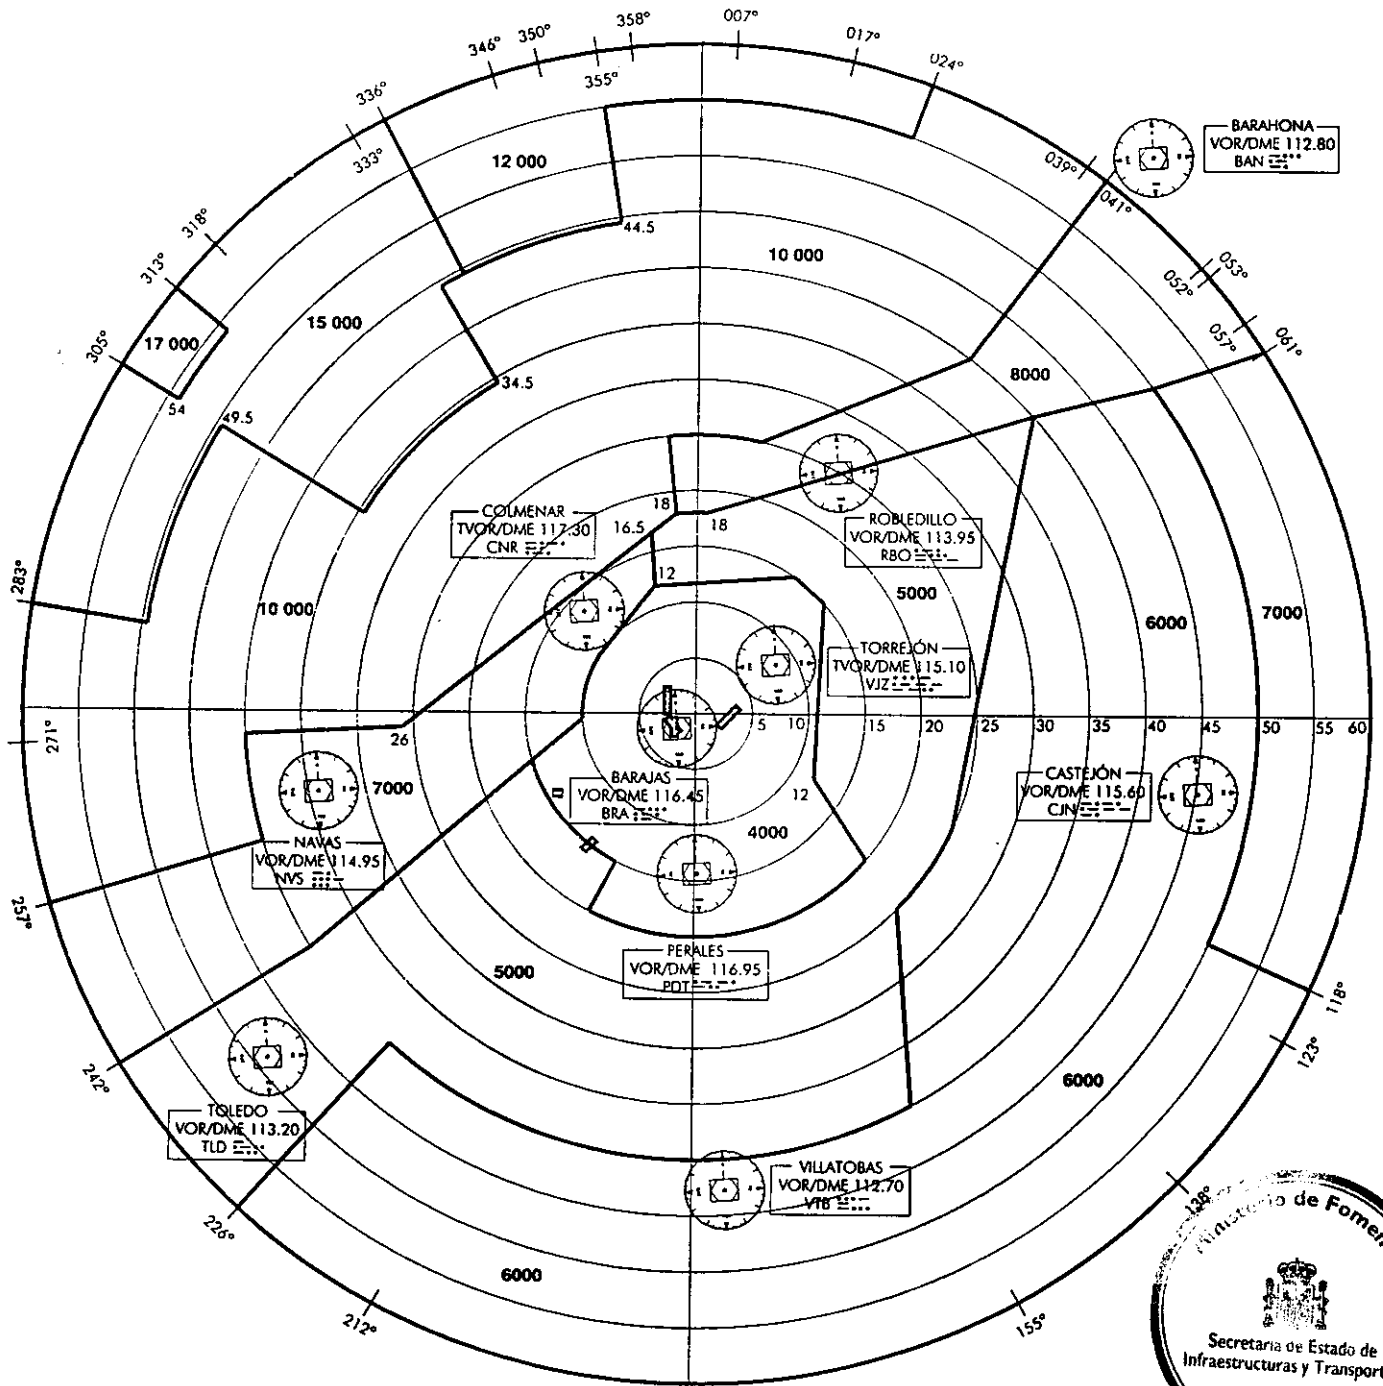 007°
358°
350°
346°
355°
017°
024°
336°
333°
12 000
BARAHONA
VOR/DME 112.80
BAN
039°
041°
318°
44.5
10 000
053°
052°
313°
15 000
057°
061°
305°
17 000
8000
54
49.5
34.5
COLMENAR
TVOR/DME 117.30
CNR
18
16.5
18
ROBLEDILLO
VOR/DME 113.95
RBO
12
283°
10 000
5000
6000
7000
TORREJÓN
TVOR/DME 115.10
VJZ
271°
26
5
10
15
20
25
30
35
40
45
50
55
60
7000
BARAJAS
VOR/DME 116.45
BRA
12
CASTEJÓN
VOR/DME 115.60
CJN
4000
NAVAS
VOR/DME 114.95
NVS
257°
PERALES
VOR/DME 116.95
PDT
5000
118°
123°
242°
6000
TOLEDO
VOR/DME 113.20
TLD
VILLATOBAS
VOR/DME 112.70
VTB
138°
226°
6000
212°
155°
Ministerio de Fomen
Secretaria de Estado de
Infraestructuras y Transport